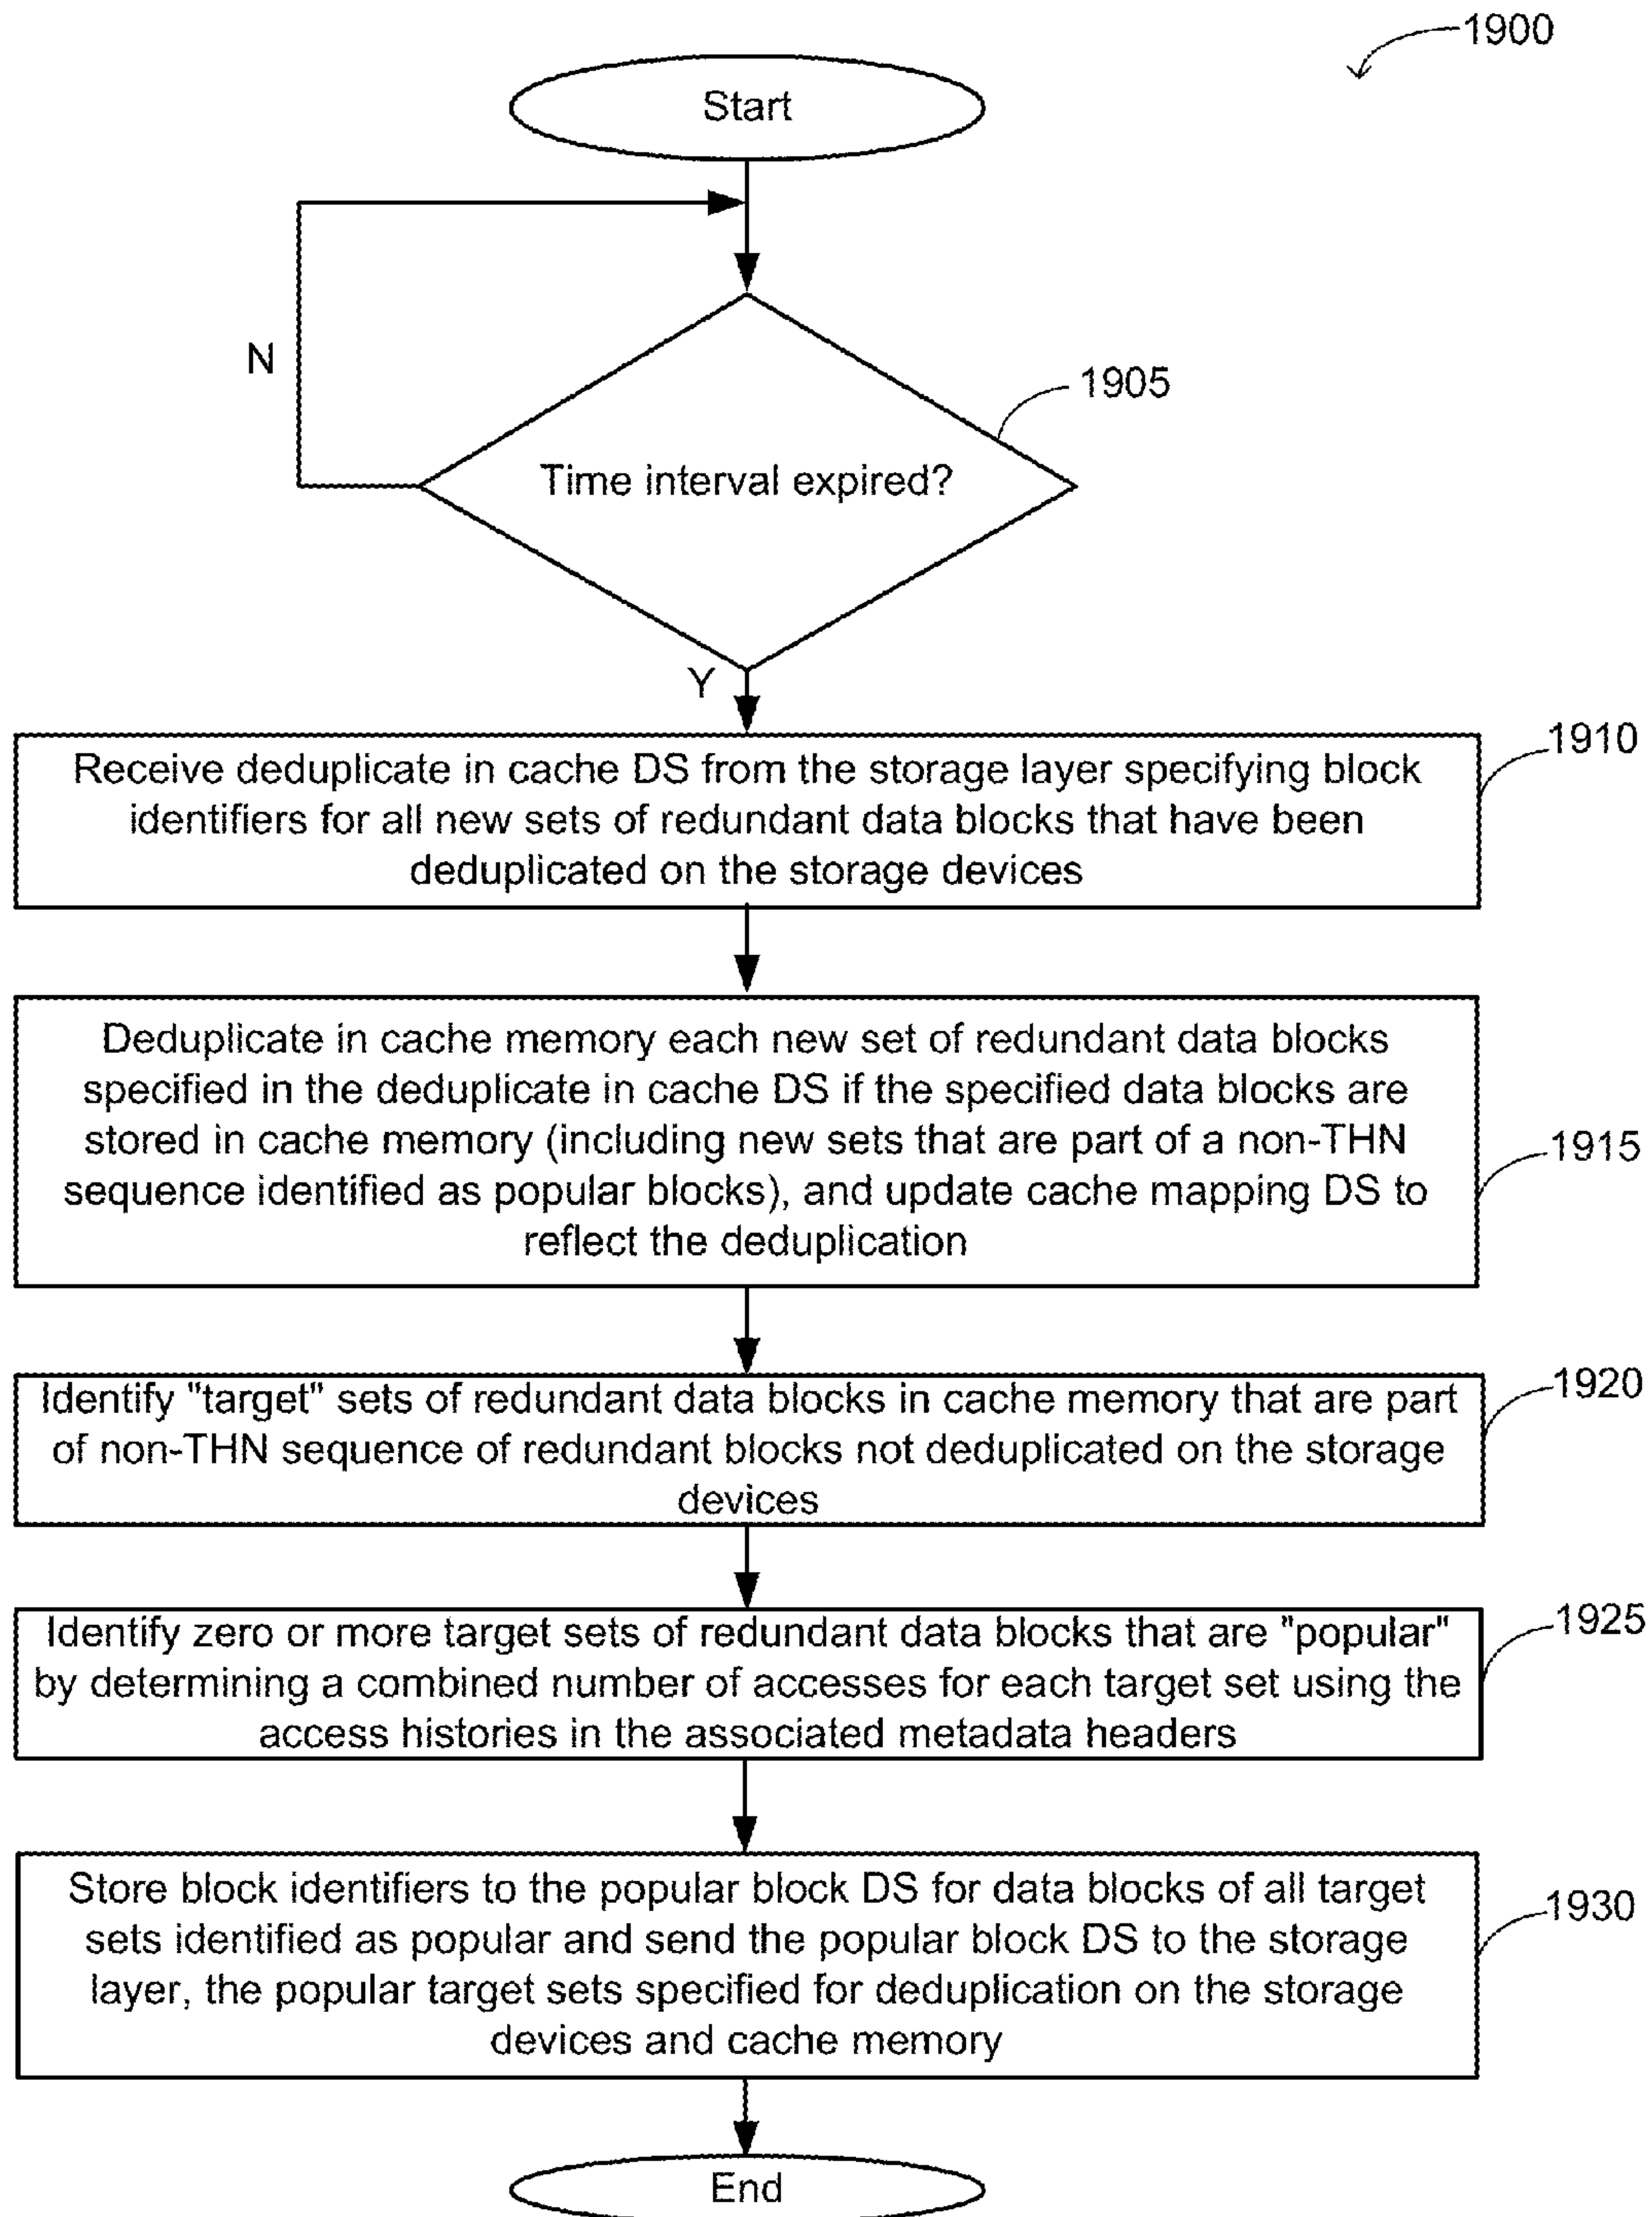 1900
Start
N
1905
Time interval expired?
Y
1910
Receive deduplicate in cache DS from the storage layer specifying block
identifiers for all new sets of redundant data blocks that have been
deduplicated on the storage devices
Deduplicate in cache memory each new set of redundant data blocks
specified in the deduplicate in cache DS if the specified data blocks are
stored in cache memory (including new sets that are part of a non-THN
sequence identified as popular blocks), and update cache mapping DS to
reflect the deduplication
1915
Identify "target" sets of redundant data blocks in cache memory that are part
of non-THN sequence of redundant blocks not deduplicated on the storage
devices
1920
Identify zero or more target sets of redundant data blocks that are "popular"
by determining a combined number of accesses for each target set using the
access histories in the associated metadata headers
1925
Store block identifiers to the popular block DS for data blocks of all target
sets identified as popular and send the popular block DS to the storage
layer, the popular target sets specified for deduplication on the storage
devices and cache memory
1930
End